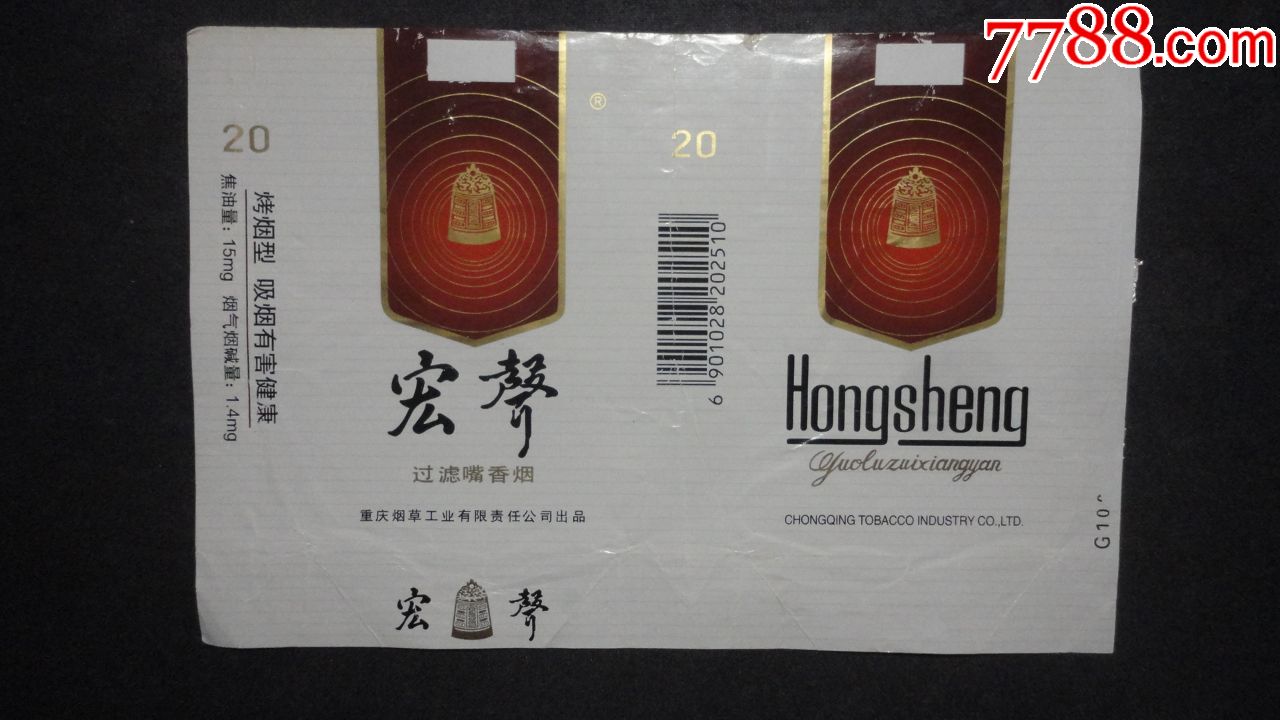 7788.com
20
烤烟型 吸烟有害健康
焦油量：15mg 烟气烟碱量：1.4mg
®
宏聲
过滤嘴香烟
重庆烟草工业有限责任公司出品
宏 聲
20
6 901028 202510
Hongsheng
Guoluzuixiangyan
CHONGQING TOBACCO INDUSTRY CO.,LTD.
G10